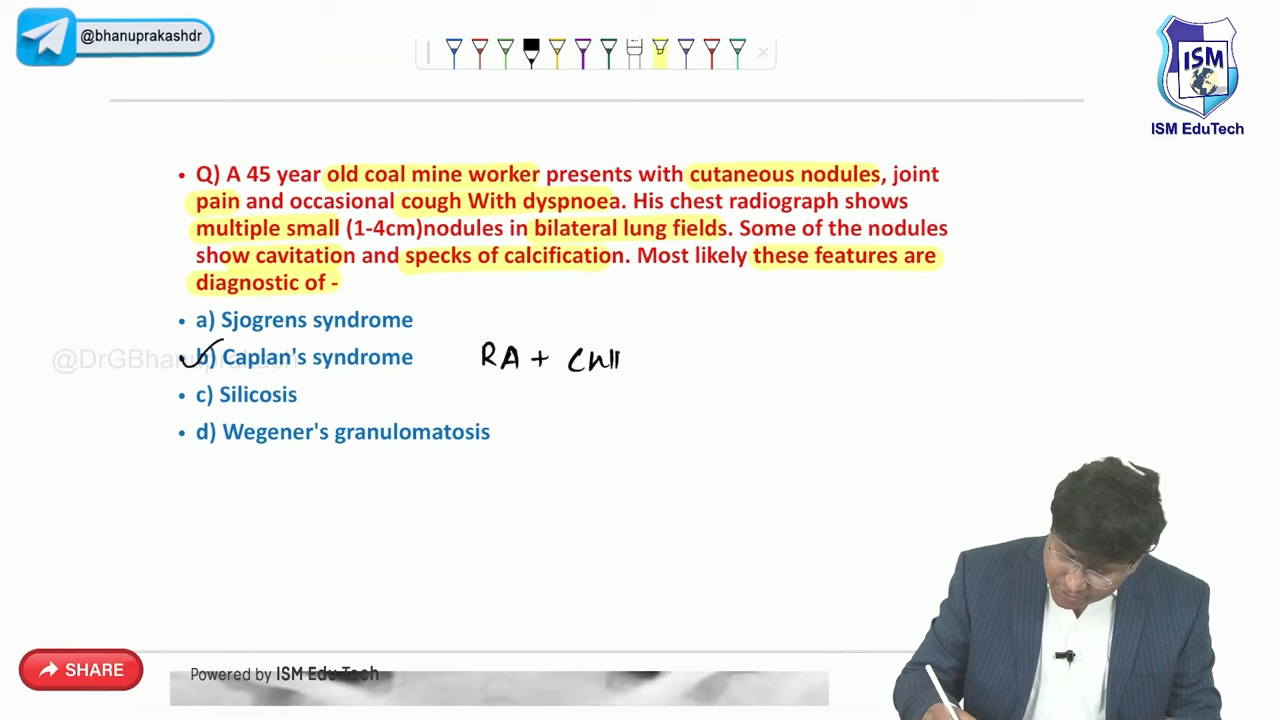 @bhanuprakashdr
ISM
ISM EduTech
• Q) A 45 year old coal mine worker presents with cutaneous nodules, joint
pain and occasional cough With dyspnoea. His chest radiograph shows
multiple small (1-4cm)nodules in bilateral lung fields. Some of the nodules
show cavitation and specks of calcification. Most likely these features are
diagnostic of -
• a) Sjogrens syndrome
@DrGBhanuprakash
• b) Caplan's syndrome RA +
• c) Silicosis
• d) Wegener's granulomatosis
SHARE
Powered by ISM Edu Tech